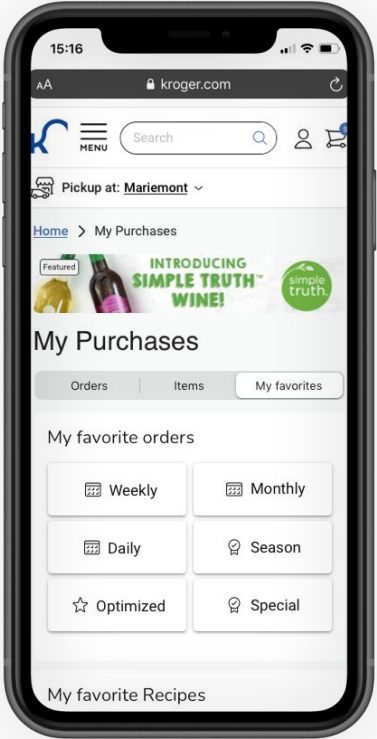 15:16
AA kroger.com
MENU Search
Pickup at: Mariemont
Home > My Purchases
Featured
INTRODUCING
SIMPLE TRUTH™
WINE!
simple
truth.
My Purchases
Orders Items My favorites
My favorite orders
Weekly Monthly
Daily Season
Optimized Special
My favorite Recipes